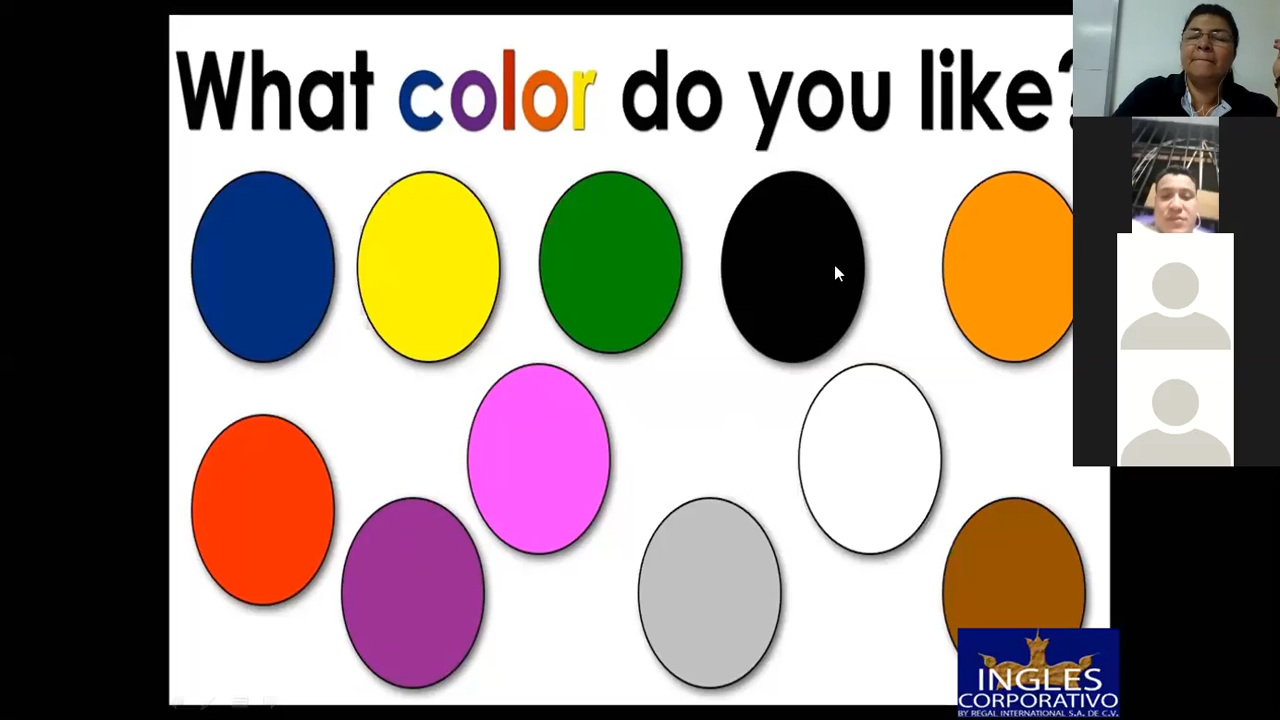 What color do you like?
INGLES
CORPORATIVO
BY REGAL INTERNATIONAL S.A. DE C.V.